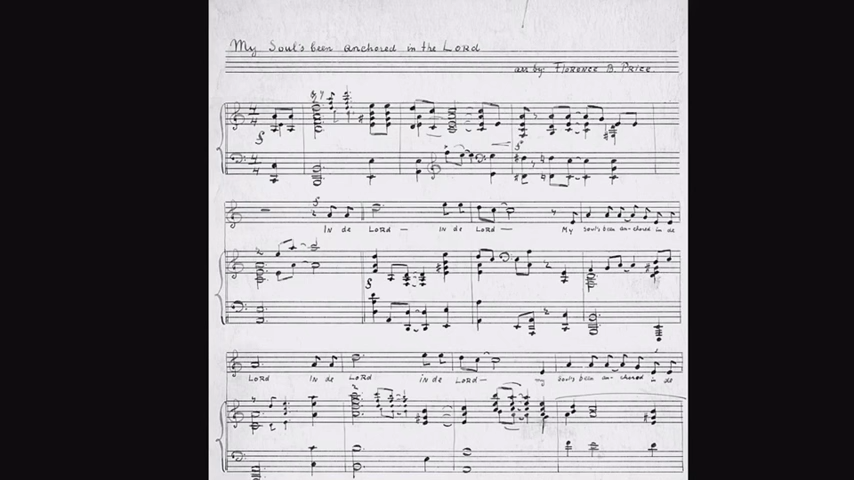 My Soul's been anchored in the LORD
arr by: FLORENCE B. PRICE.
IN de LORD — IN de LORD — My Soul's been an-chored in de
LORD IN de LORD in de LORD — my Soul's been an-chored in de